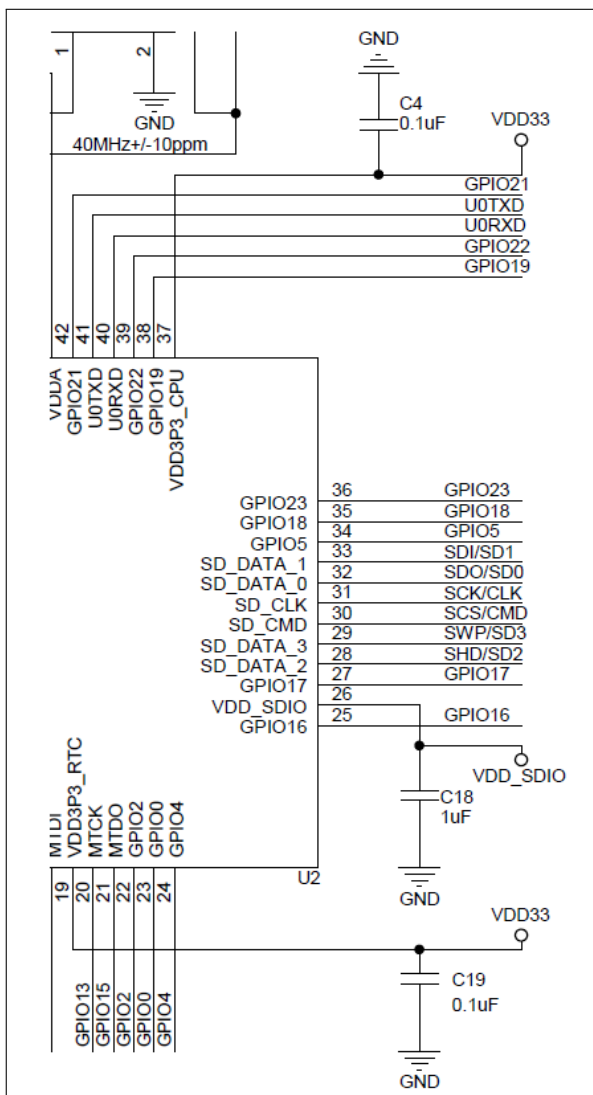 1
2
GND
GND
40MHz+/-10ppm
C4
0.1uF
VDD33
GPIO21
U0TXD
U0RXD
GPIO22
GPIO19
42
41
40
39
38
37
VDDA
GPIO21
U0TXD
U0RXD
GPIO22
GPIO19
VDD3P3_CPU
GPIO23 36 GPIO23
GPIO18 35 GPIO18
GPIO5 34 GPIO5
SD_DATA_1 33 SDI/SD1
SD_DATA_0 32 SDO/SD0
SD_CLK 31 SCK/CLK
SD_CMD 30 SCS/CMD
SD_DATA_3 29 SWP/SD3
SD_DATA_2 28 SHD/SD2
GPIO17 27 GPIO17
VDD_SDIO 26
GPIO16 25 GPIO16
VDD_SDIO
C18
1uF
GND
MTDI
VDD3P3_RTC
MTCK
MTDO
GPIO2
GPIO0
GPIO4
U2
19
20
21
22
23
24
VDD33
C19
0.1uF
GND
GPIO13
GPIO15
GPIO2
GPIO0
GPIO4